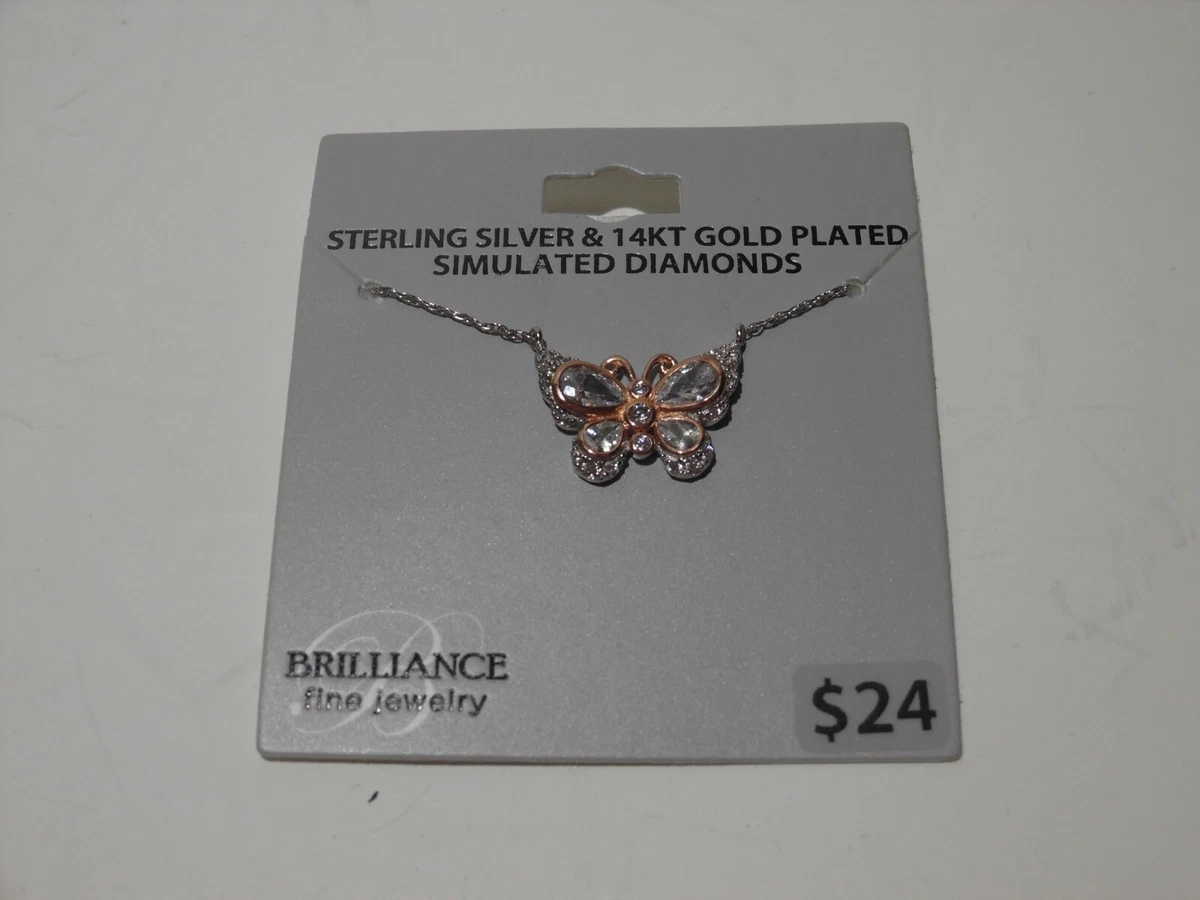 STERLING SILVER & 14KT GOLD PLATED
SIMULATED DIAMONDS
B
BRILLIANCE
fine jewelry
$24